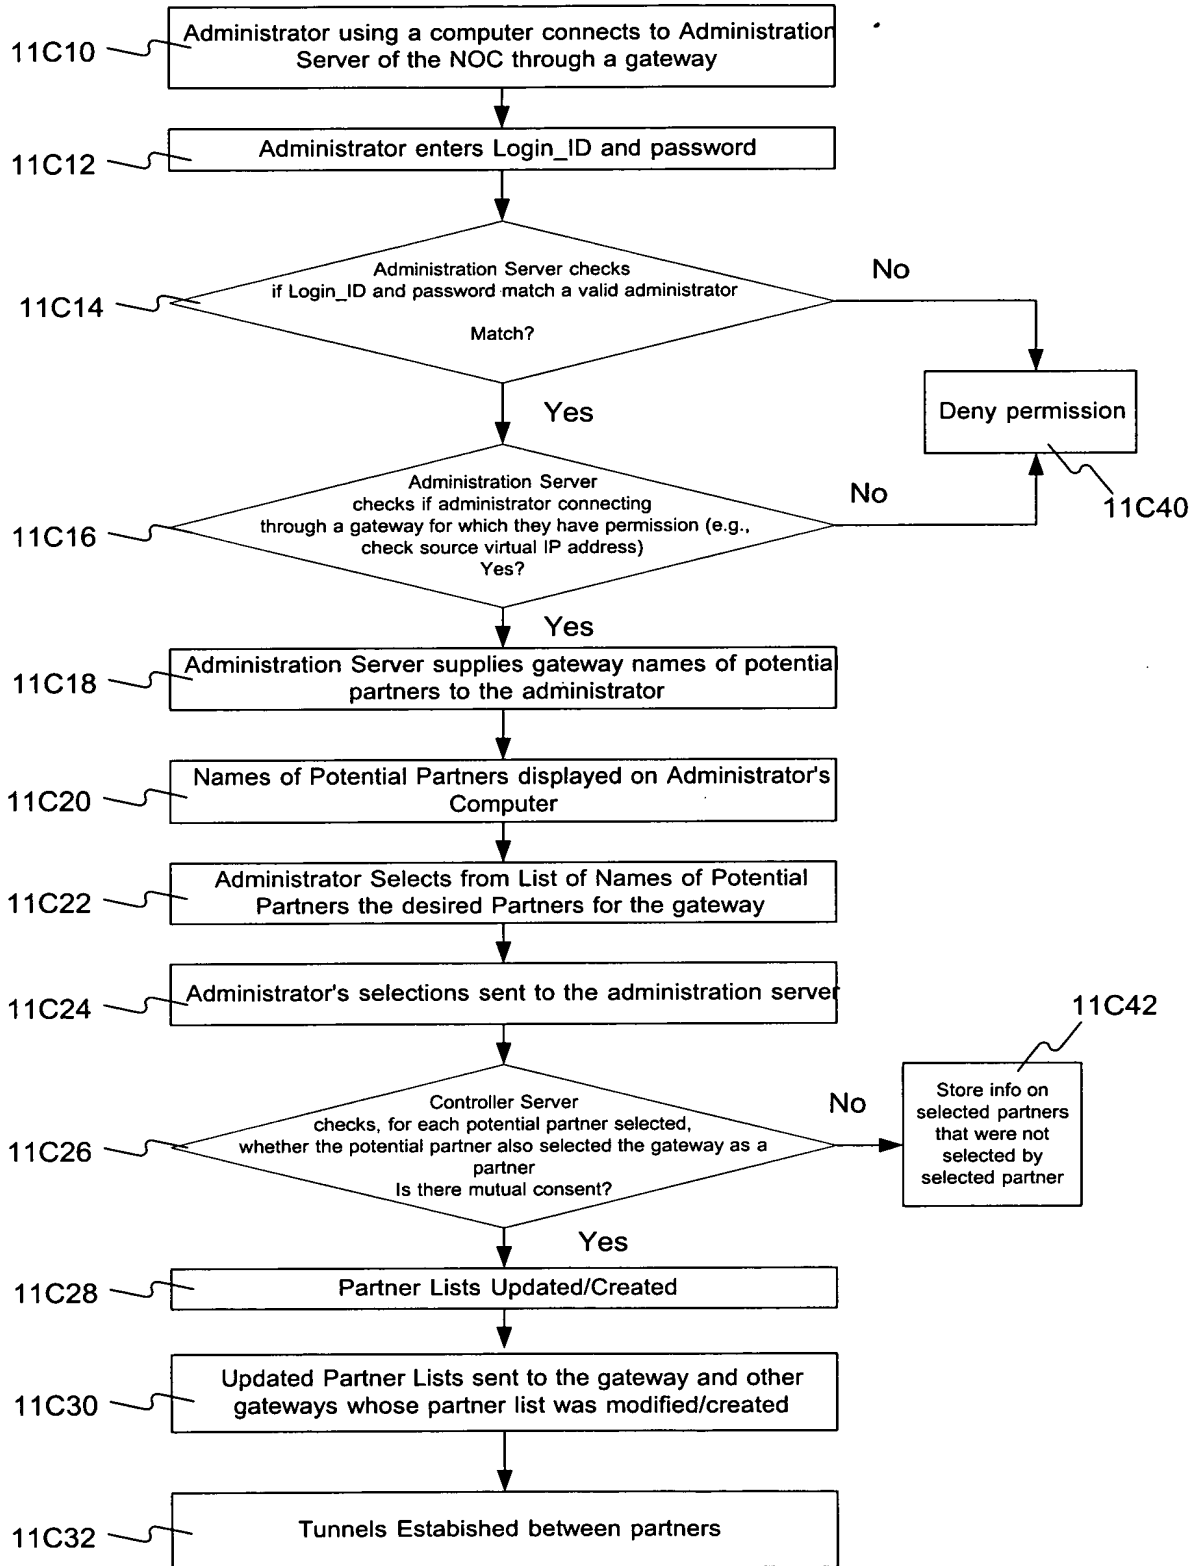 11C10
Administrator using a computer connects to Administration
Server of the NOC through a gateway
11C12
Administrator enters Login_ID and password
11C14
Administration Server checks
if Login_ID and password match a valid administrator
Match?
No
Yes
Deny permission
11C40
11C16
Administration Server
checks if administrator connecting
through a gateway for which they have permission (e.g.,
check source virtual IP address)
Yes?
No
Yes
11C18
Administration Server supplies gateway names of potential
partners to the administrator
11C20
Names of Potential Partners displayed on Administrator's
Computer
11C22
Administrator Selects from List of Names of Potential
Partners the desired Partners for the gateway
11C24
Administrator's selections sent to the administration server
11C26
Controller Server
checks, for each potential partner selected,
whether the potential partner also selected the gateway as a
partner
Is there mutual consent?
No
11C42
Store info on
selected partners
that were not
selected by
selected partner
Yes
11C28
Partner Lists Updated/Created
11C30
Updated Partner Lists sent to the gateway and other
gateways whose partner list was modified/created
11C32
Tunnels Estabished between partners